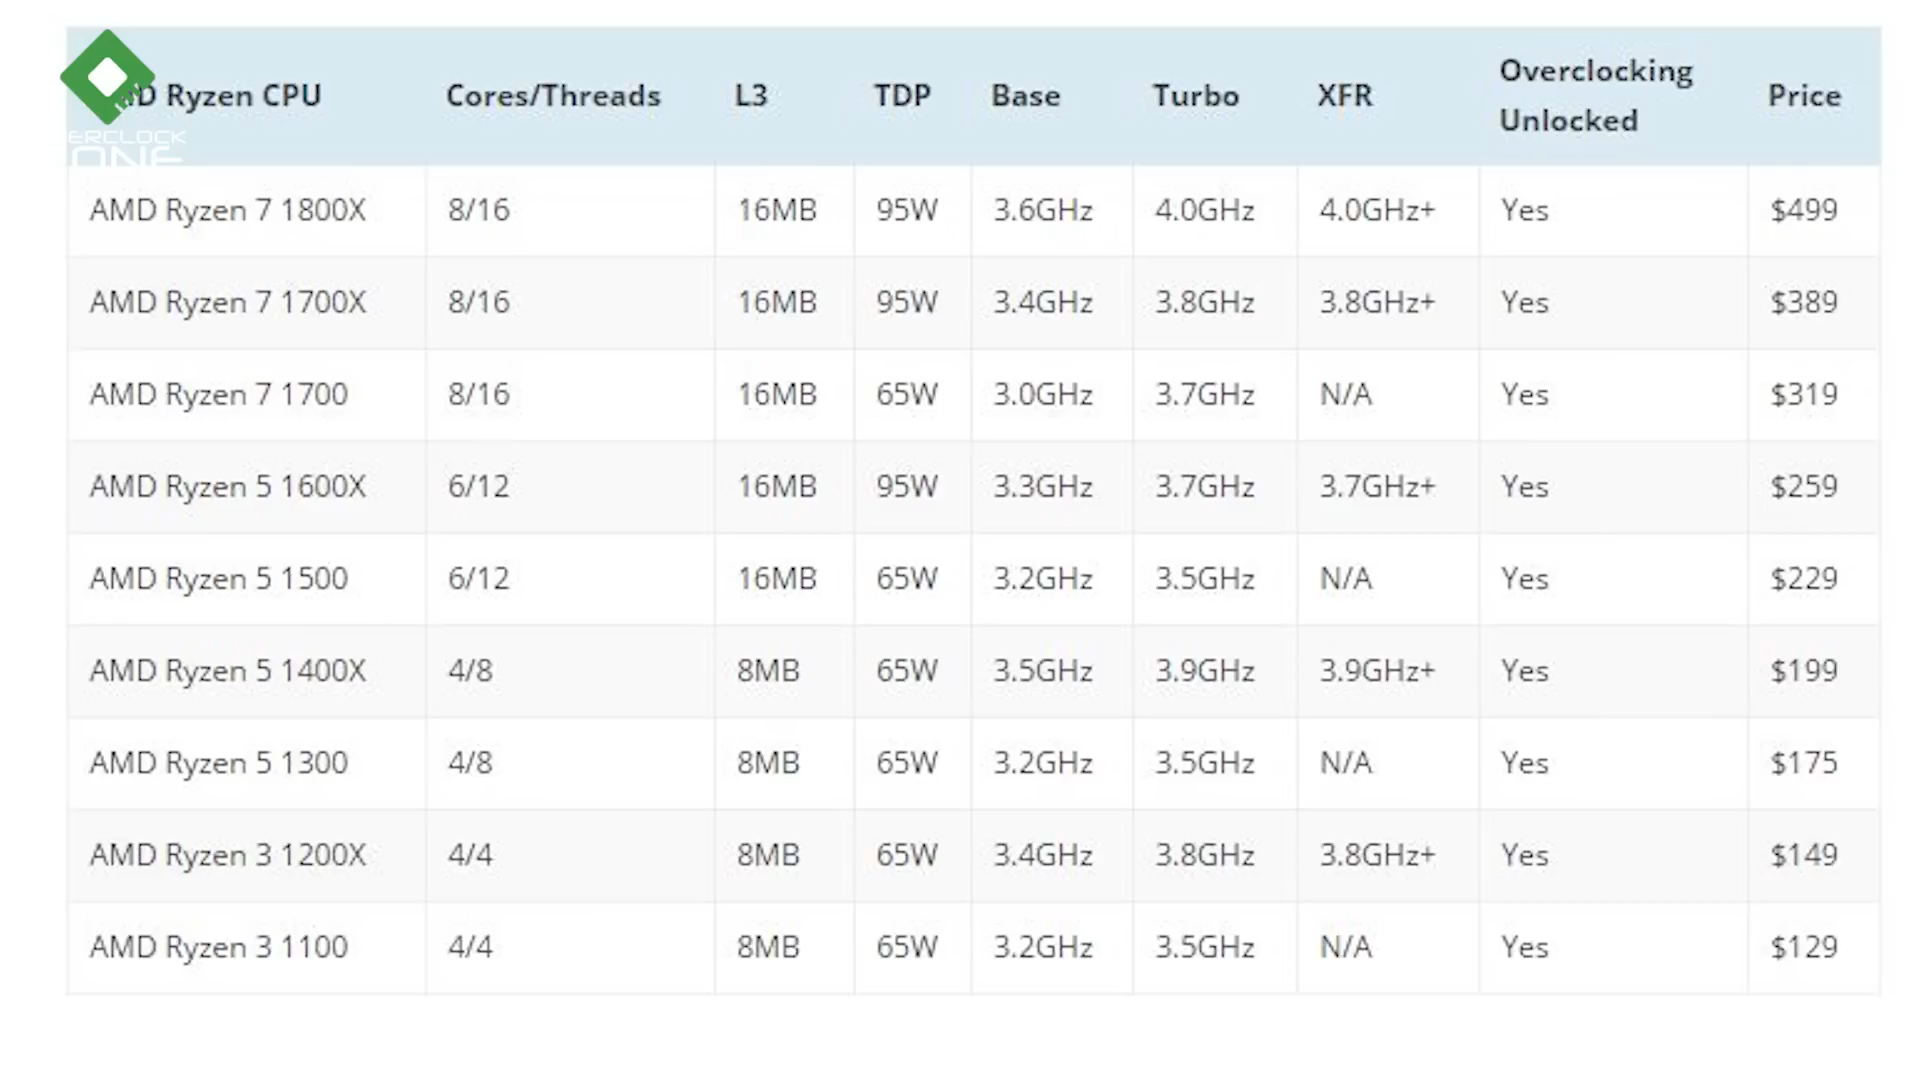 Ryzen CPU Cores/Threads L3 TDP Base Turbo XFR Overclocking Unlocked Price
ERCLOCK
ONE
AMD Ryzen 7 1800X 8/16 16MB 95W 3.6GHz 4.0GHz 4.0GHz+ Yes $499
AMD Ryzen 7 1700X 8/16 16MB 95W 3.4GHz 3.8GHz 3.8GHz+ Yes $389
AMD Ryzen 7 1700 8/16 16MB 65W 3.0GHz 3.7GHz N/A Yes $319
AMD Ryzen 5 1600X 6/12 16MB 95W 3.3GHz 3.7GHz 3.7GHz+ Yes $259
AMD Ryzen 5 1500 6/12 16MB 65W 3.2GHz 3.5GHz N/A Yes $229
AMD Ryzen 5 1400X 4/8 8MB 65W 3.5GHz 3.9GHz 3.9GHz+ Yes $199
AMD Ryzen 5 1300 4/8 8MB 65W 3.2GHz 3.5GHz N/A Yes $175
AMD Ryzen 3 1200X 4/4 8MB 65W 3.4GHz 3.8GHz 3.8GHz+ Yes $149
AMD Ryzen 3 1100 4/4 8MB 65W 3.2GHz 3.5GHz N/A Yes $129